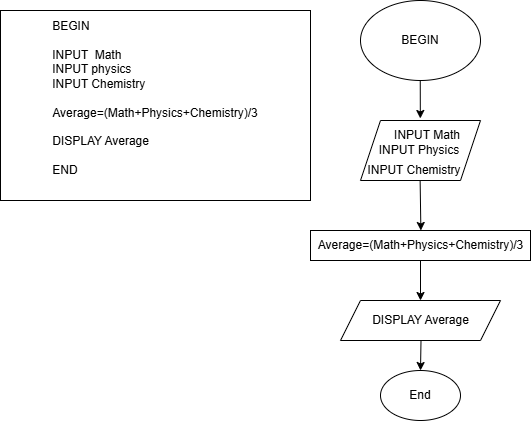 BEGIN
INPUT  Math
INPUT physics
INPUT Chemistry
Average=(Math+Physics+Chemistry)/3
DISPLAY Average
END
BEGIN
INPUT Math
INPUT Physics
INPUT Chemistry
Average=(Math+Physics+Chemistry)/3
DISPLAY Average
End